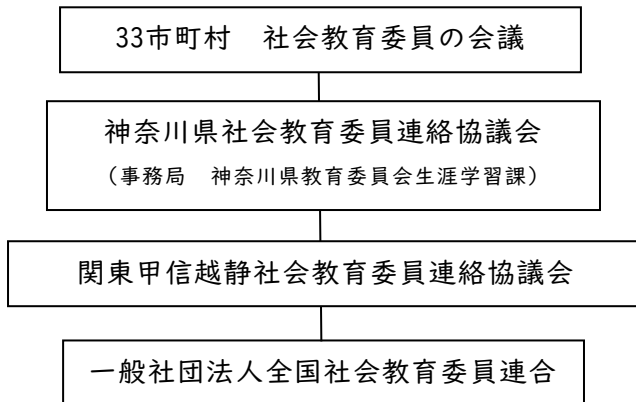 33市町村　社会教育委員の会議
神奈川県社会教育委員連絡協議会
（事務局　神奈川県教育委員会生涯学習課）
関東甲信越静社会教育委員連絡協議会
一般社団法人全国社会教育委員連合